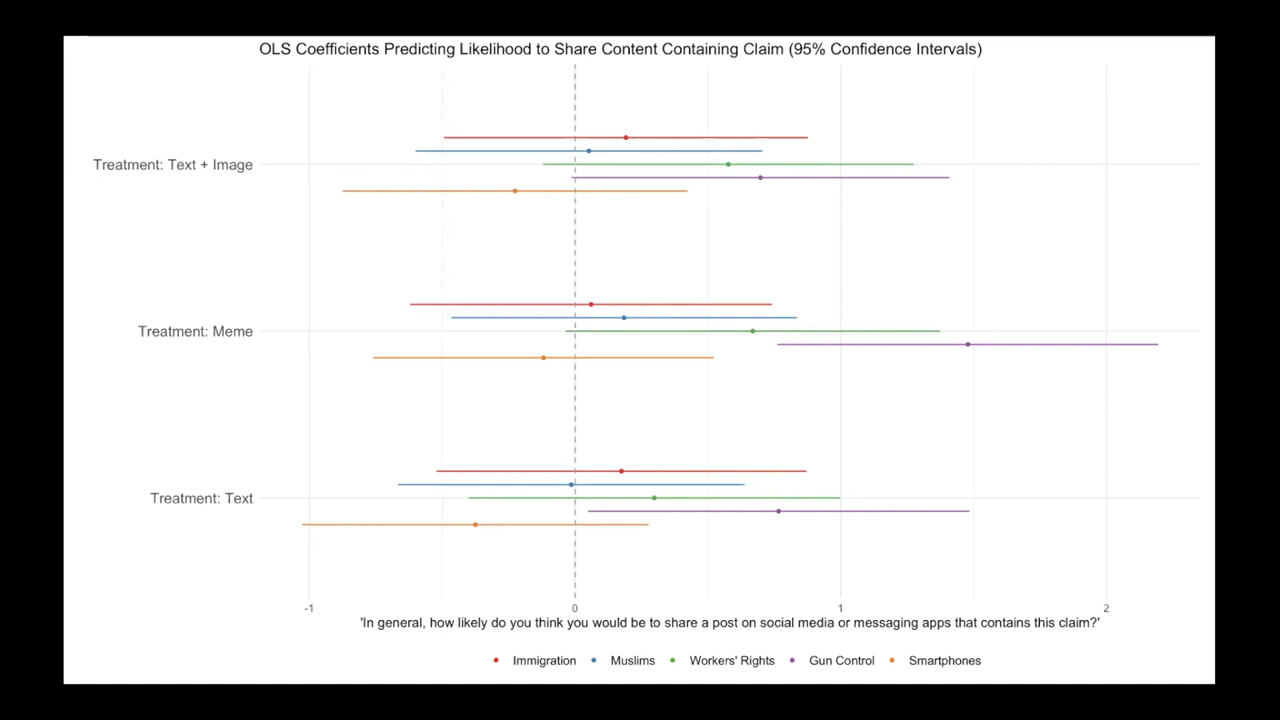 OLS Coefficients Predicting Likelihood to Share Content Containing Claim (95% Confidence Intervals)
Treatment: Text + Image
Treatment: Meme
Treatment: Text
-1 0 1 2
'In general, how likely do you think you would be to share a post on social media or messaging apps that contains this claim?'
Immigration Muslims Workers' Rights Gun Control Smartphones